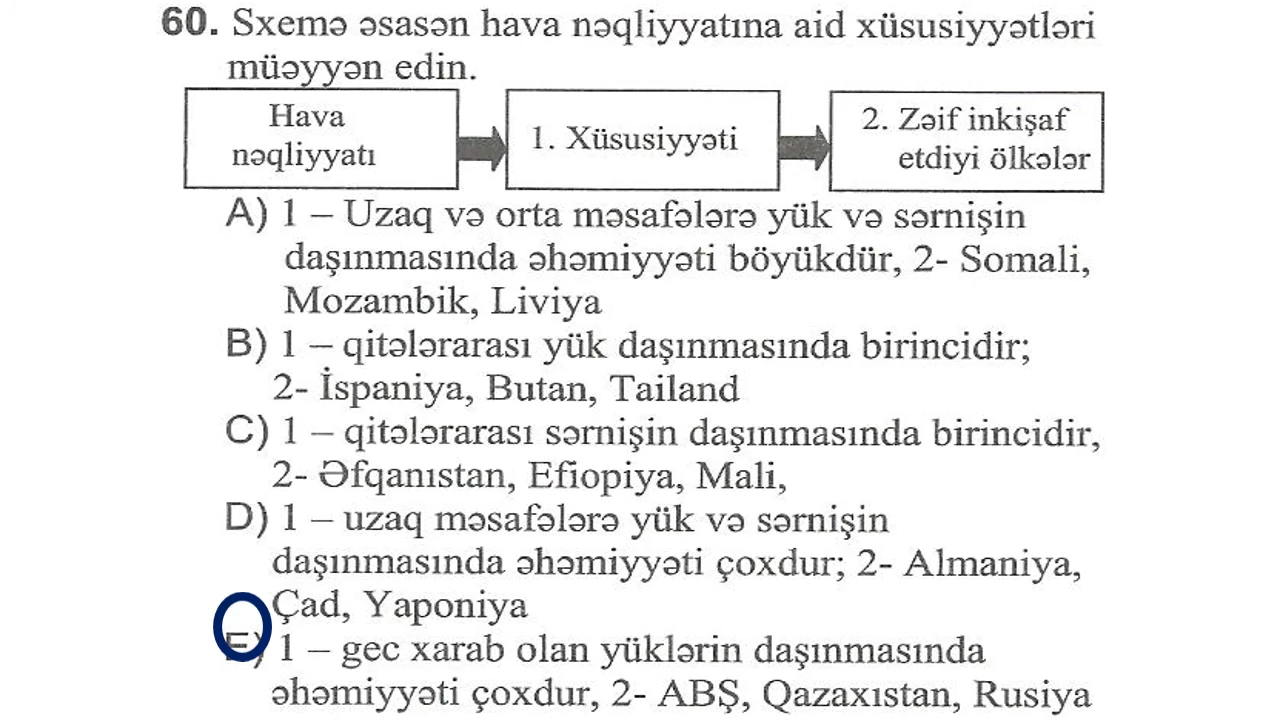 60. Sxemə əsasən hava nəqliyyatına aid xüsusiyyətləri
müəyyən edin.
Hava
nəqliyyatı
1. Xüsusiyyəti
2. Zəif inkişaf
etdiyi ölkələr
A) 1 – Uzaq və orta məsafələrə yük və sərnişin
daşınmasında əhəmiyyəti böyükdür, 2- Somali,
Mozambik, Liviya
B) 1 – qitələrarası yük daşınmasında birincidir;
2- İspaniya, Butan, Tailand
C) 1 – qitələrarası sərnişin daşınmasında birincidir,
2- Əfqanıstan, Efiopiya, Mali,
D) 1 – uzaq məsafələrə yük və sərnişin
daşınmasında əhəmiyyəti çoxdur; 2- Almaniya,
Çad, Yaponiya
E) 1 – gec xarab olan yüklərin daşınmasında
əhəmiyyəti çoxdur, 2- ABŞ, Qazaxıstan, Rusiya